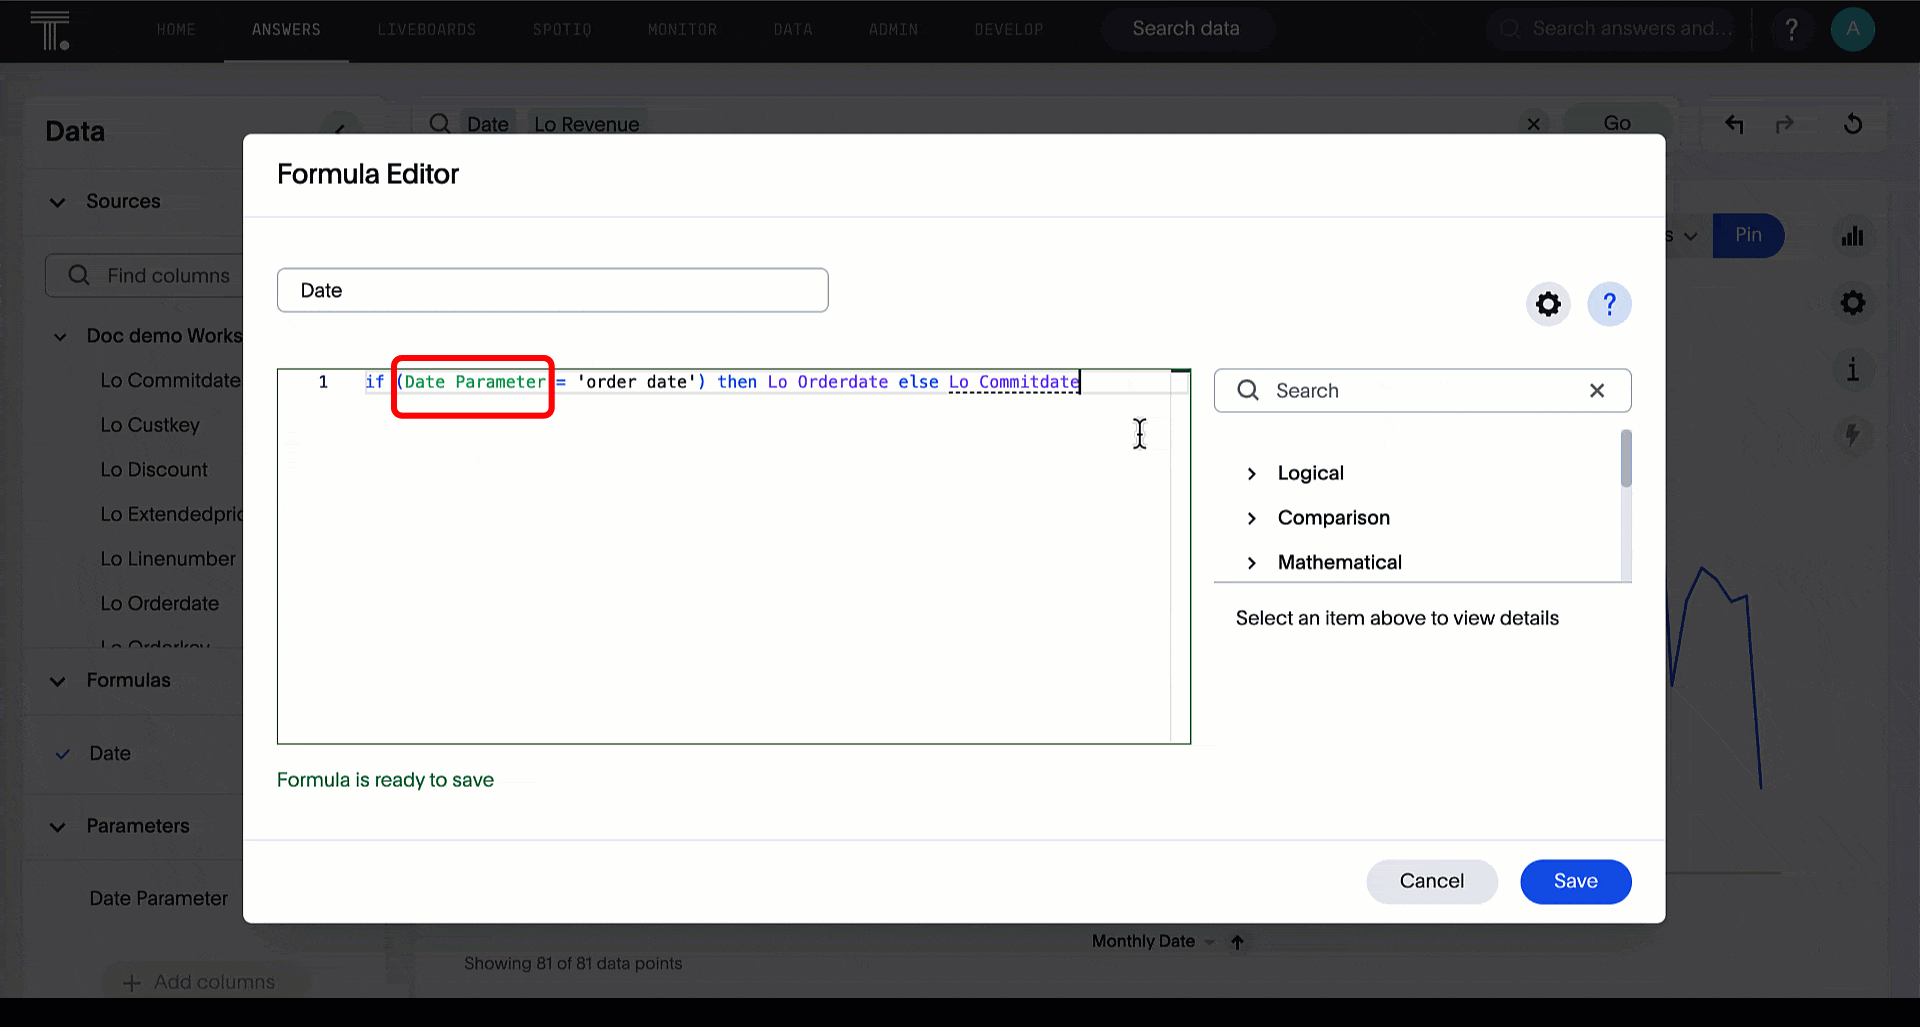 HOME ANSWERS LIVEBOARDS SPOTIQ MONITOR DATA ADMIN DEVELOP Search data Search answers and... ? A
Data
Date Lo Revenue Go
Sources
Find columns
Doc demo Works
Lo Commitdate
Lo Custkey
Lo Discount
Lo Extendedpric
Lo Linenumber
Lo Orderdate
Lo Orderkey
Formulas
Date
Parameters
Date Parameter
+ Add columns
s Pin
Formula Editor
Date
?
1 if (Date Parameter = 'order date') then Lo Orderdate else Lo Commitdate
Search
Logical
Comparison
Mathematical
Select an item above to view details
Formula is ready to save
Cancel Save
Monthly Date
Showing 81 of 81 data points